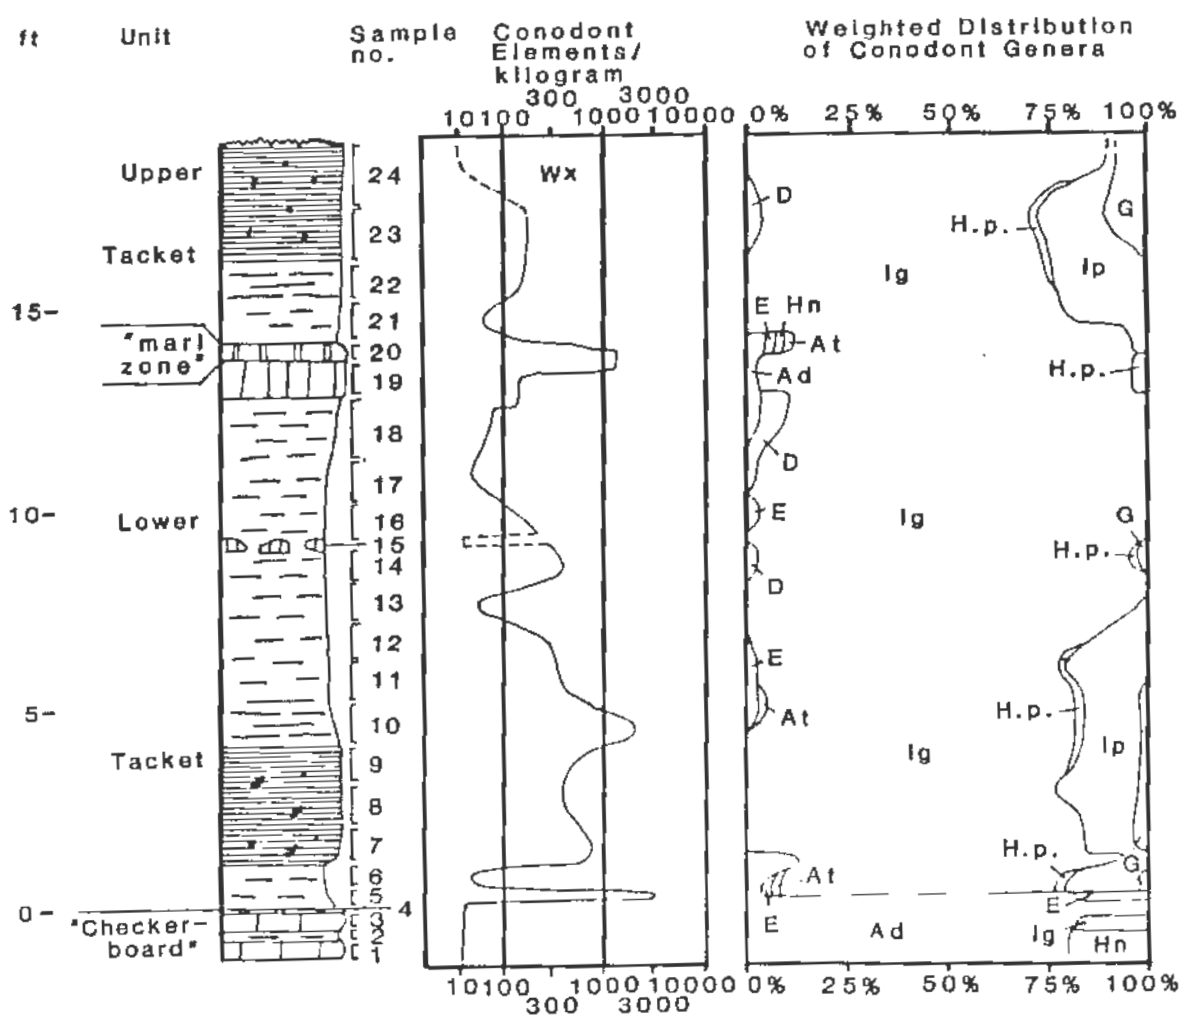 ft
Unit
Sample
no.
Conodont
Elements/
kilogram
300 3000
10 100 1000 10000
Weighted Distribution
of Conodont Genera
0% 25% 50% 75% 100%
Upper
Tacket
15-
"marl
zone"
10-
Lower
5-
Tacket
0-
"Checker-
board"
24
23
22
21
20
19
18
17
16
15
14
13
12
11
10
9
8
7
6
5
4
3
2
1
Wx
10 100 1000 10000
300 3000
D
H.p.
G
Ig
Ip
E Hn
At
Ad
H.p.
D
E
Ig
G
H.p.
D
E
At
H.p.
Ig
Ip
H.p.
G
At
E
E
Ad
Ig
Hn
0% 25% 50% 75% 100%